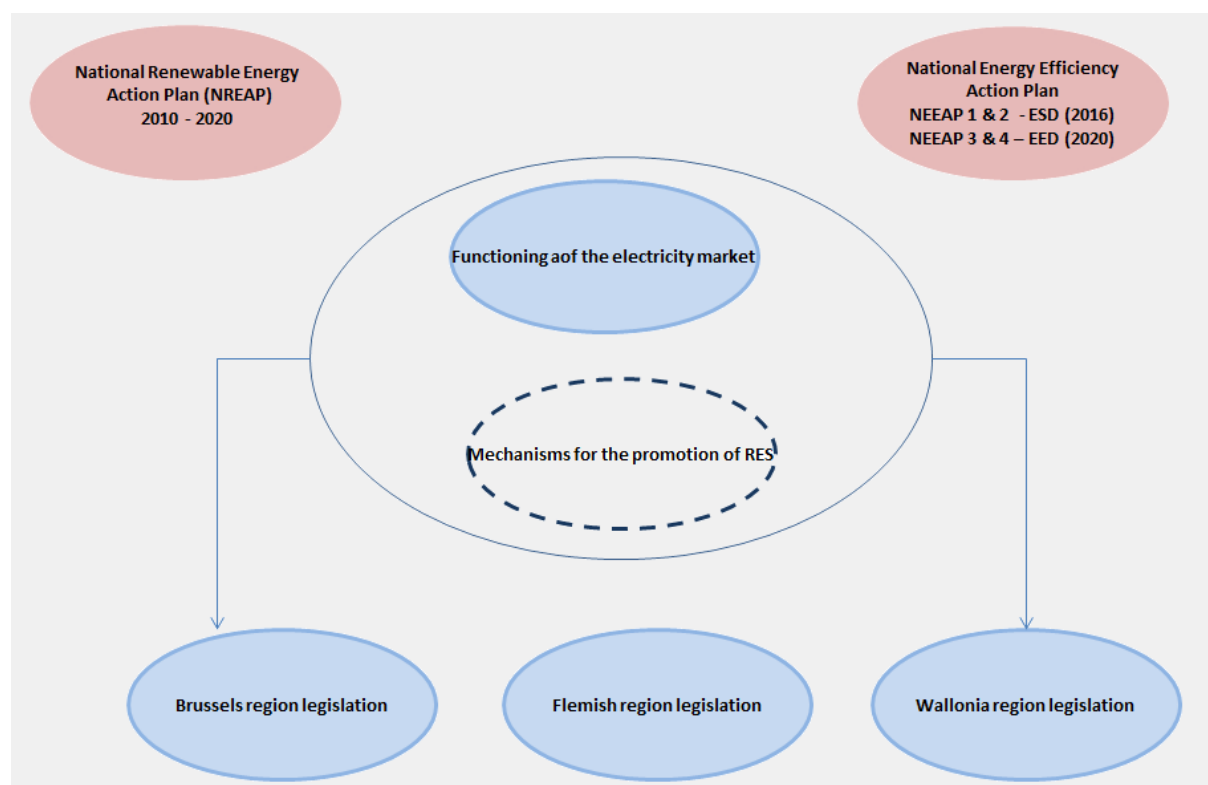 National Renewable Energy
Action Plan (NREAP)
2010 - 2020
National Energy Efficiency
Action Plan
NEEAP 1 & 2  - ESD (2016)
NEEAP 3 & 4 – EED (2020)
Functioning aof the electricity market
Mechanisms for the promotion of RES
Brussels region legislation
Flemish region legislation
Wallonia region legislation